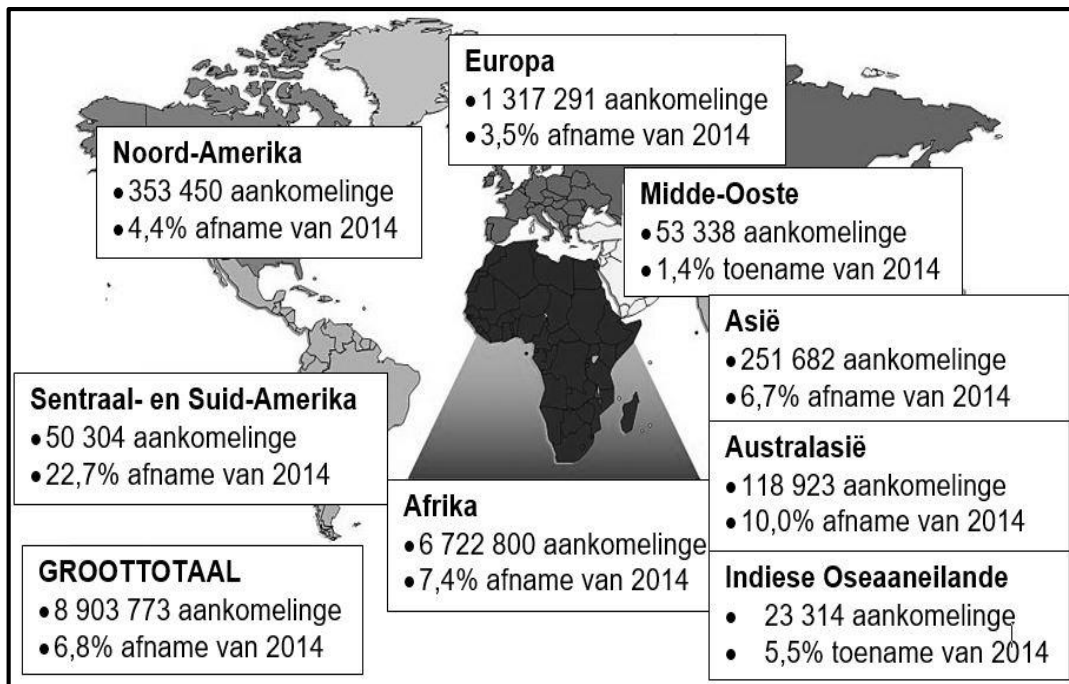 Europa
• 1 317 291 aankomelinge
• 3,5% afname van 2014
Noord-Amerika
• 353 450 aankomelinge
• 4,4% afname van 2014
Midde-Ooste
• 53 338 aankomelinge
• 1,4% toename van 2014
Asië
• 251 682 aankomelinge
• 6,7% afname van 2014
Sentraal- en Suid-Amerika
• 50 304 aankomelinge
• 22,7% afname van 2014
Australasië
• 118 923 aankomelinge
• 10,0% afname van 2014
Afrika
• 6 722 800 aankomelinge
• 7,4% afname van 2014
GROOTTOTAAL
• 8 903 773 aankomelinge
• 6,8% afname van 2014
Indiese Oseaaneilande
• 23 314 aankomelinge
• 5,5% toename van 2014